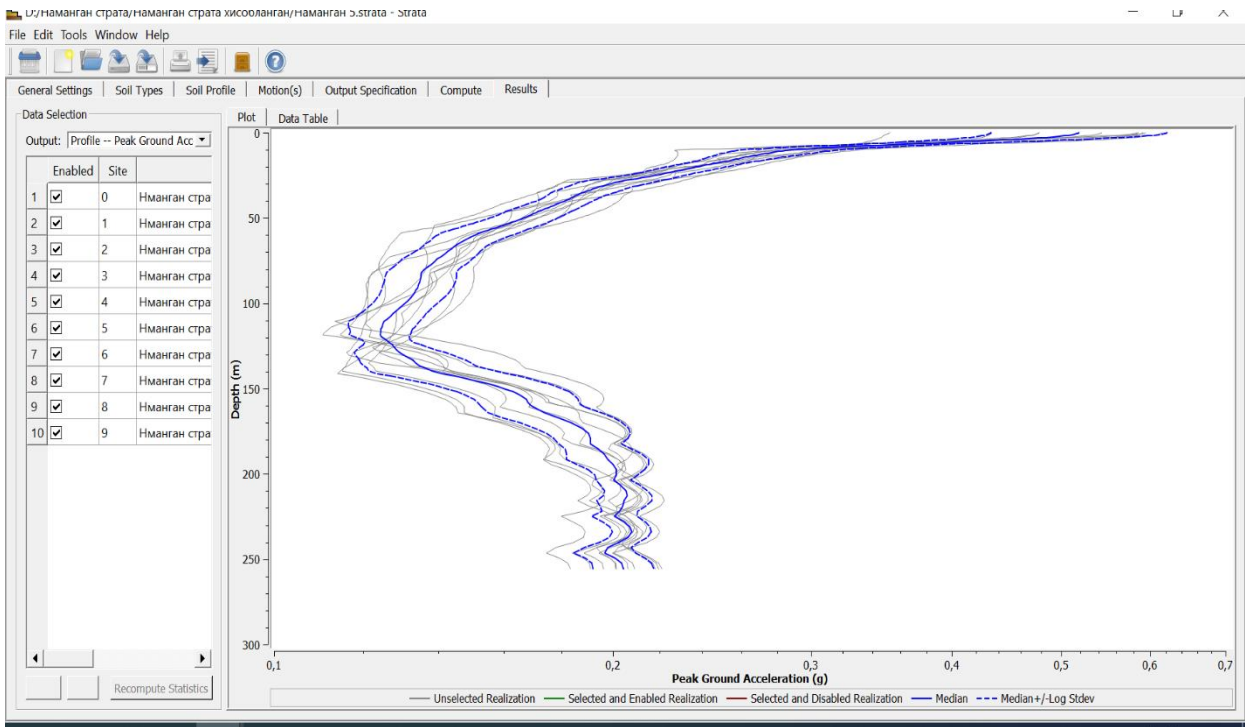 D:/Наманган страта/Наманган страта хисобланган/Наманган 5.strata - Strata
File Edit Tools Window Help
General Settings Soil Types Soil Profile Motion(s) Output Specification Compute Results
Data Selection
Output: Profile -- Peak Ground Acc
Enabled Site
1 0 Нманган стра
2 1 Нманган стра
3 2 Нманган стра
4 3 Нманган стра
5 4 Нманган стра
6 5 Нманган стра
7 6 Нманган стра
8 7 Нманган стра
9 8 Нманган стра
10 9 Нманган стра
Recompute Statistics
Plot Data Table
0
50
100
150
200
250
300
Depth (m)
0,1 0,2 0,3 0,4 0,5 0,6 0,7
Peak Ground Acceleration (g)
Unselected Realization Selected and Enabled Realization Selected and Disabled Realization Median Median+/-Log Stdev